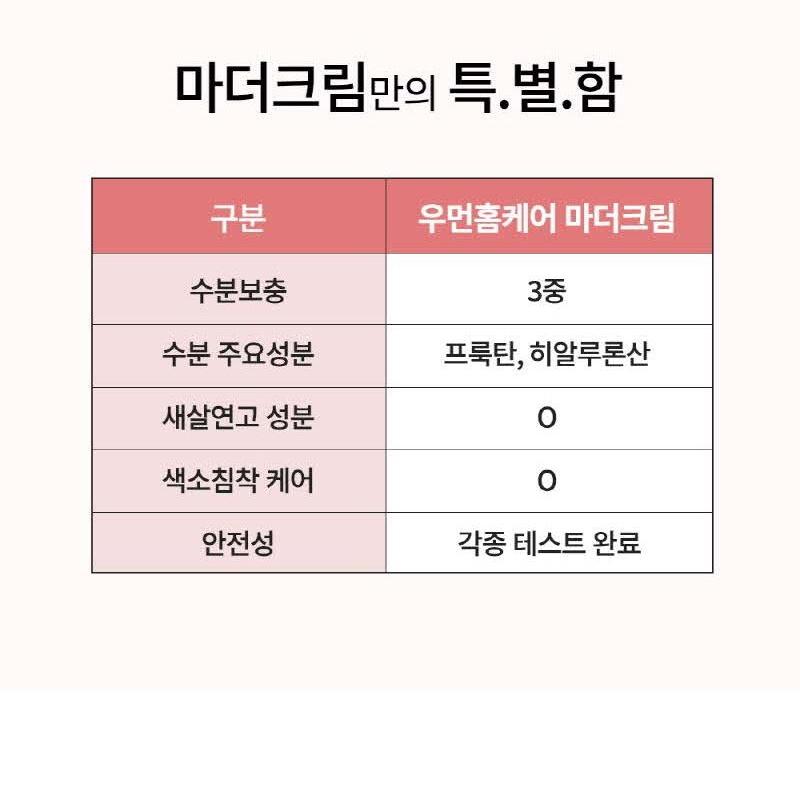 마더크림만의 특.별.함
구분 우먼홈케어 마더크림
수분보충 3중
수분 주요성분 프룩탄, 히알루론산
새살연고 성분 O
색소침착 케어 O
안전성 각종 테스트 완료